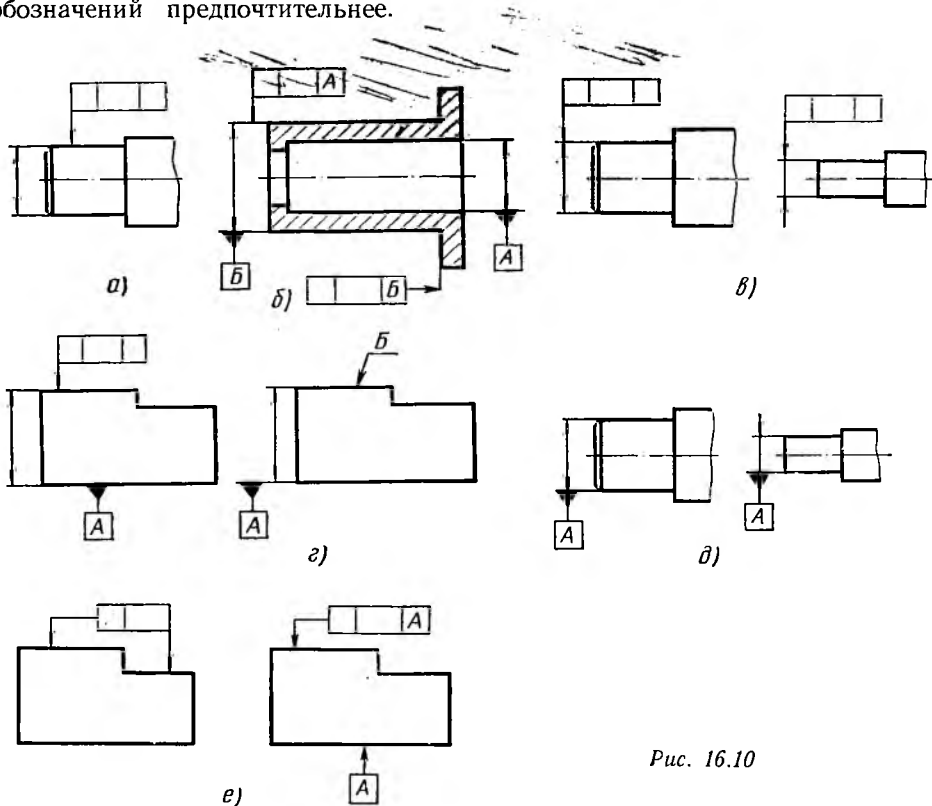 обозначений предпочтительнее.
А
Б
А
а)
б)
Б
в)
Б
А
А
г)
А
А
д)
А
А
е)
Рис. 16.10